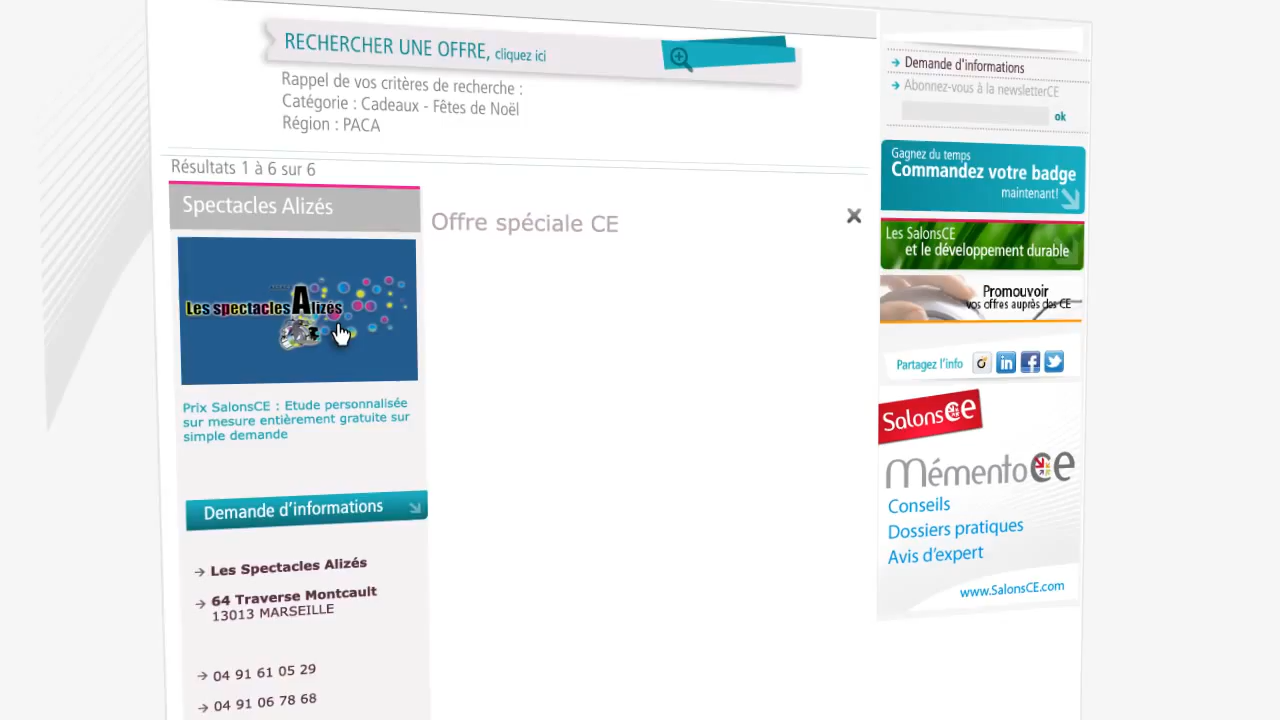 RECHERCHER UNE OFFRE, cliquez ici
Rappel de vos critères de recherche :
Catégorie : Cadeaux - Fêtes de Noël
Région : PACA
Résultats 1 à 6 sur 6
Spectacles Alizés
Les spectacles Alizés
Prix SalonsCE : Etude personnalisée
sur mesure entièrement gratuite sur
simple demande
Demande d'informations
Les Spectacles Alizés
64 Traverse Montcault
13013 MARSEILLE
04 91 61 05 29
04 91 06 78 68
Offre spéciale CE
Demande d'informations
Abonnez-vous à la newsletterCE
ok
Gagnez du temps
Commandez votre badge
maintenant!
Les SalonsCE
et le développement durable
Promouvoir
vos offres auprès des CE
Partagez l'info
in
f
SalonsCE
MémentoCE
Conseils
Dossiers pratiques
Avis d'expert
www.SalonsCE.com